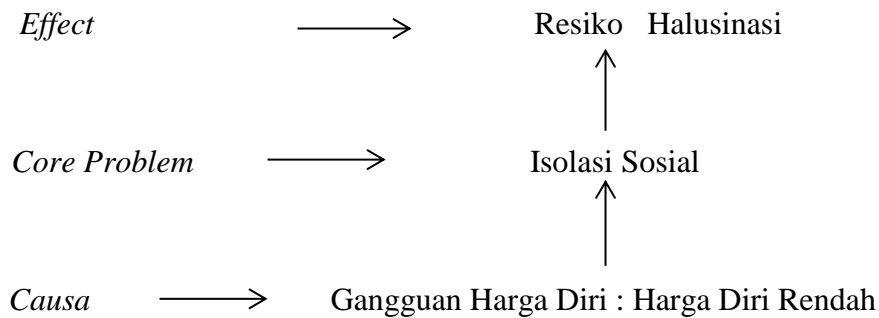 Effect Resiko Halusinasi
Core Problem Isolasi Sosial
Causa Gangguan Harga Diri : Harga Diri Rendah